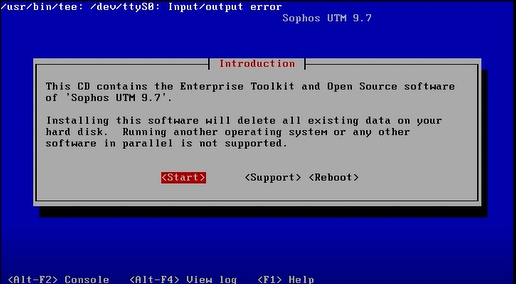 /usr/bin/tee: /dev/ttyS0: Input/output error
Sophos UTM 9.7
Introduction
This CD contains the Enterprise Toolkit and Open Source software
of 'Sophos UTM 9.7'.
Installing this software will delete all existing data on your
hard disk. Running another operating system or any other
software in parallel is not supported.
<Start> <Support> <Reboot>
<Alt-F2> Console <Alt-F4> View log <F1> Help